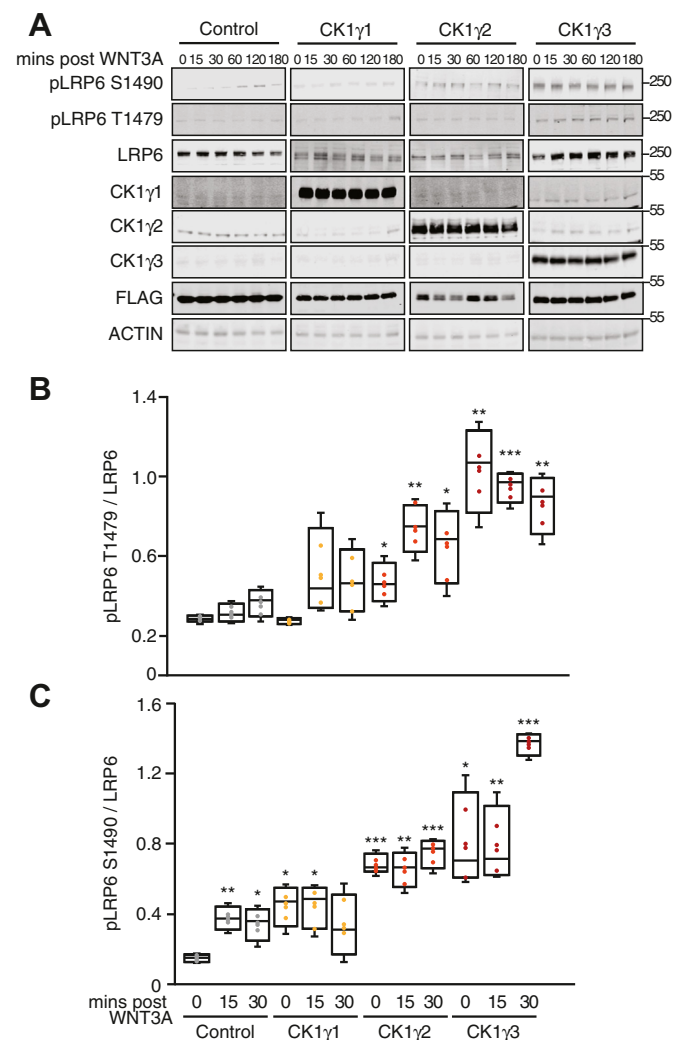 A
Control CK1γ1 CK1γ2 CK1γ3
mins post WNT3A 0 15 30 60 120 180 0 15 30 60 120 180 0 15 30 60 120 180 0 15 30 60 120 180
pLRP6 S1490 250
pLRP6 T1479
LRP6 250
55
CK1γ1
55
CK1γ2
55
CK1γ3
55
FLAG
55
ACTIN
B
pLRP6 T1479 / LRP6
1.4
1.0
0.6
0.2
0
* ** * ** *** **
C
pLRP6 S1490 / LRP6
1.6
1.2
0.8
0.4
0
** * * * *** ** *** * ** ***
mins post WNT3A 0 15 30 0 15 30 0 15 30 0 15 30
Control CK1γ1 CK1γ2 CK1γ3